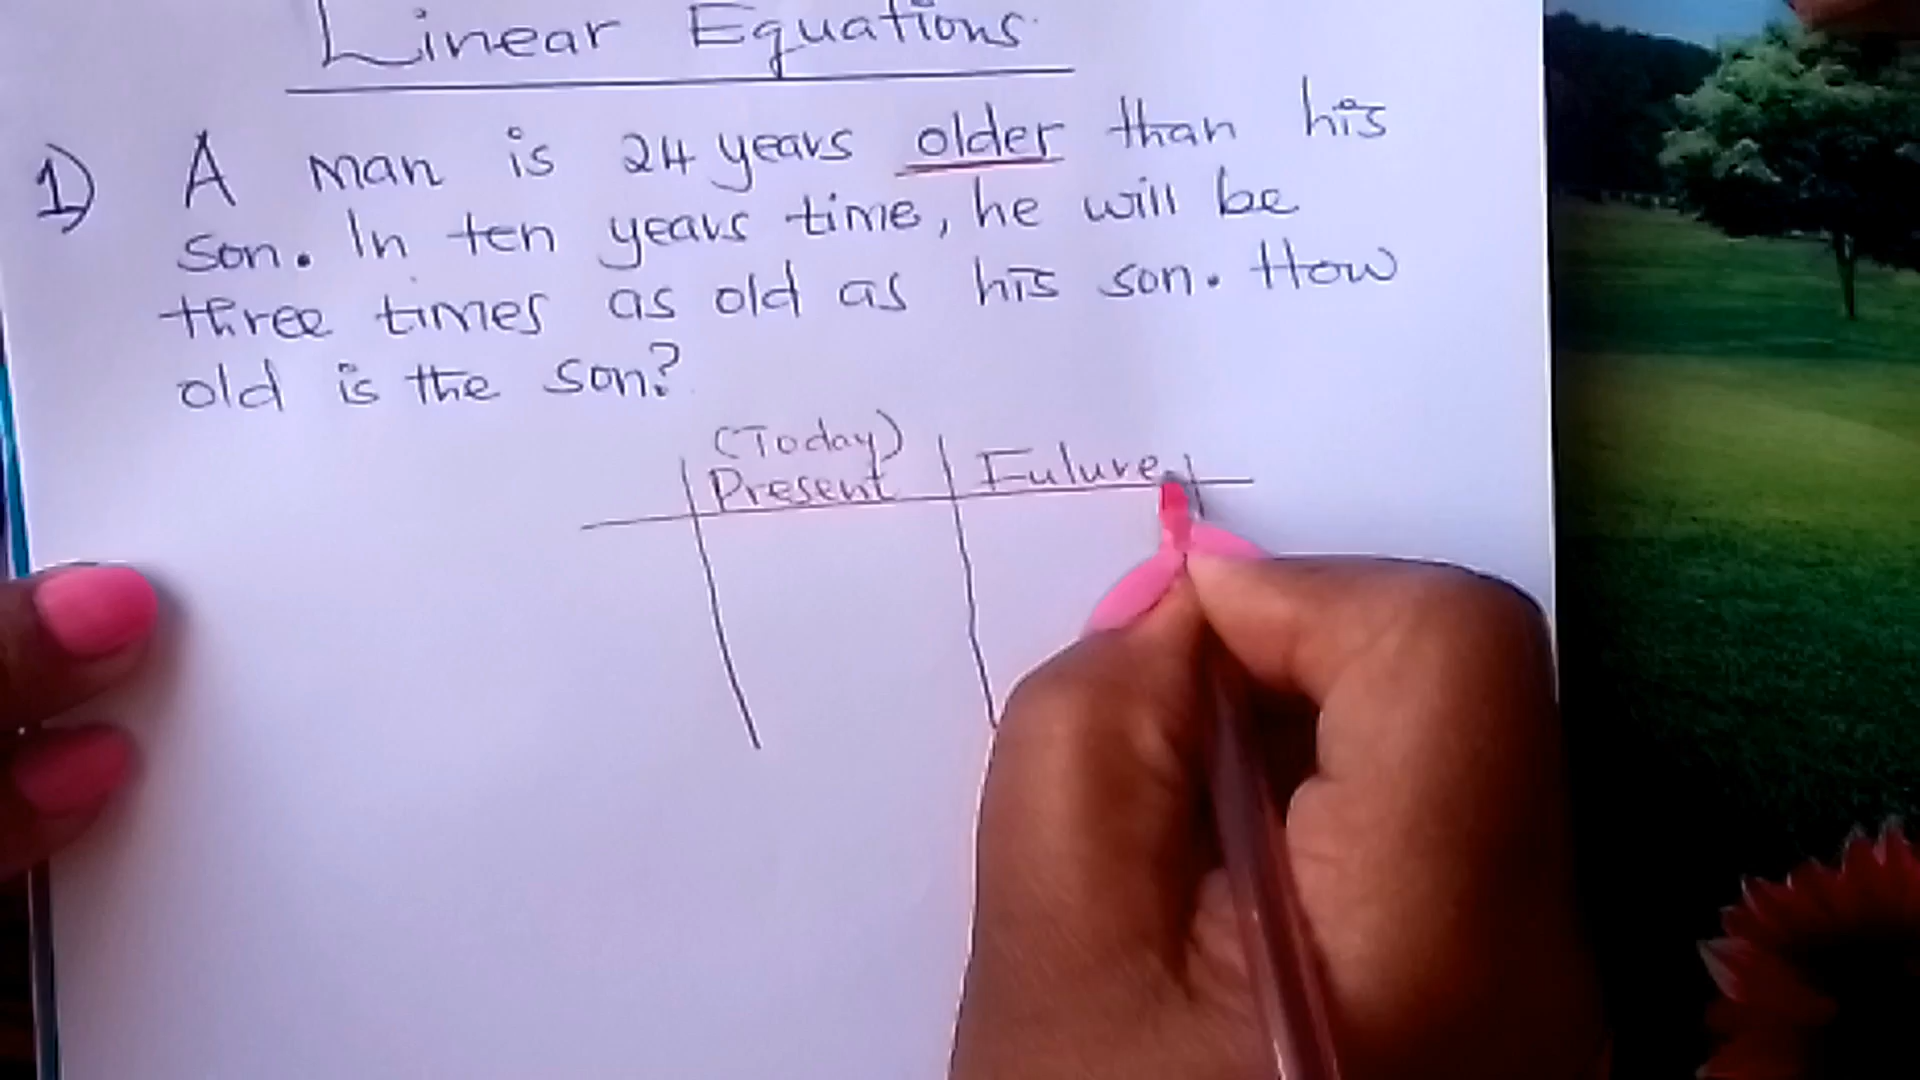 Linear Equations
1) A man is 24 years older than his
son. In ten years time, he will be
three times as old as his son. How
old is the son?
(Today)
Present Future